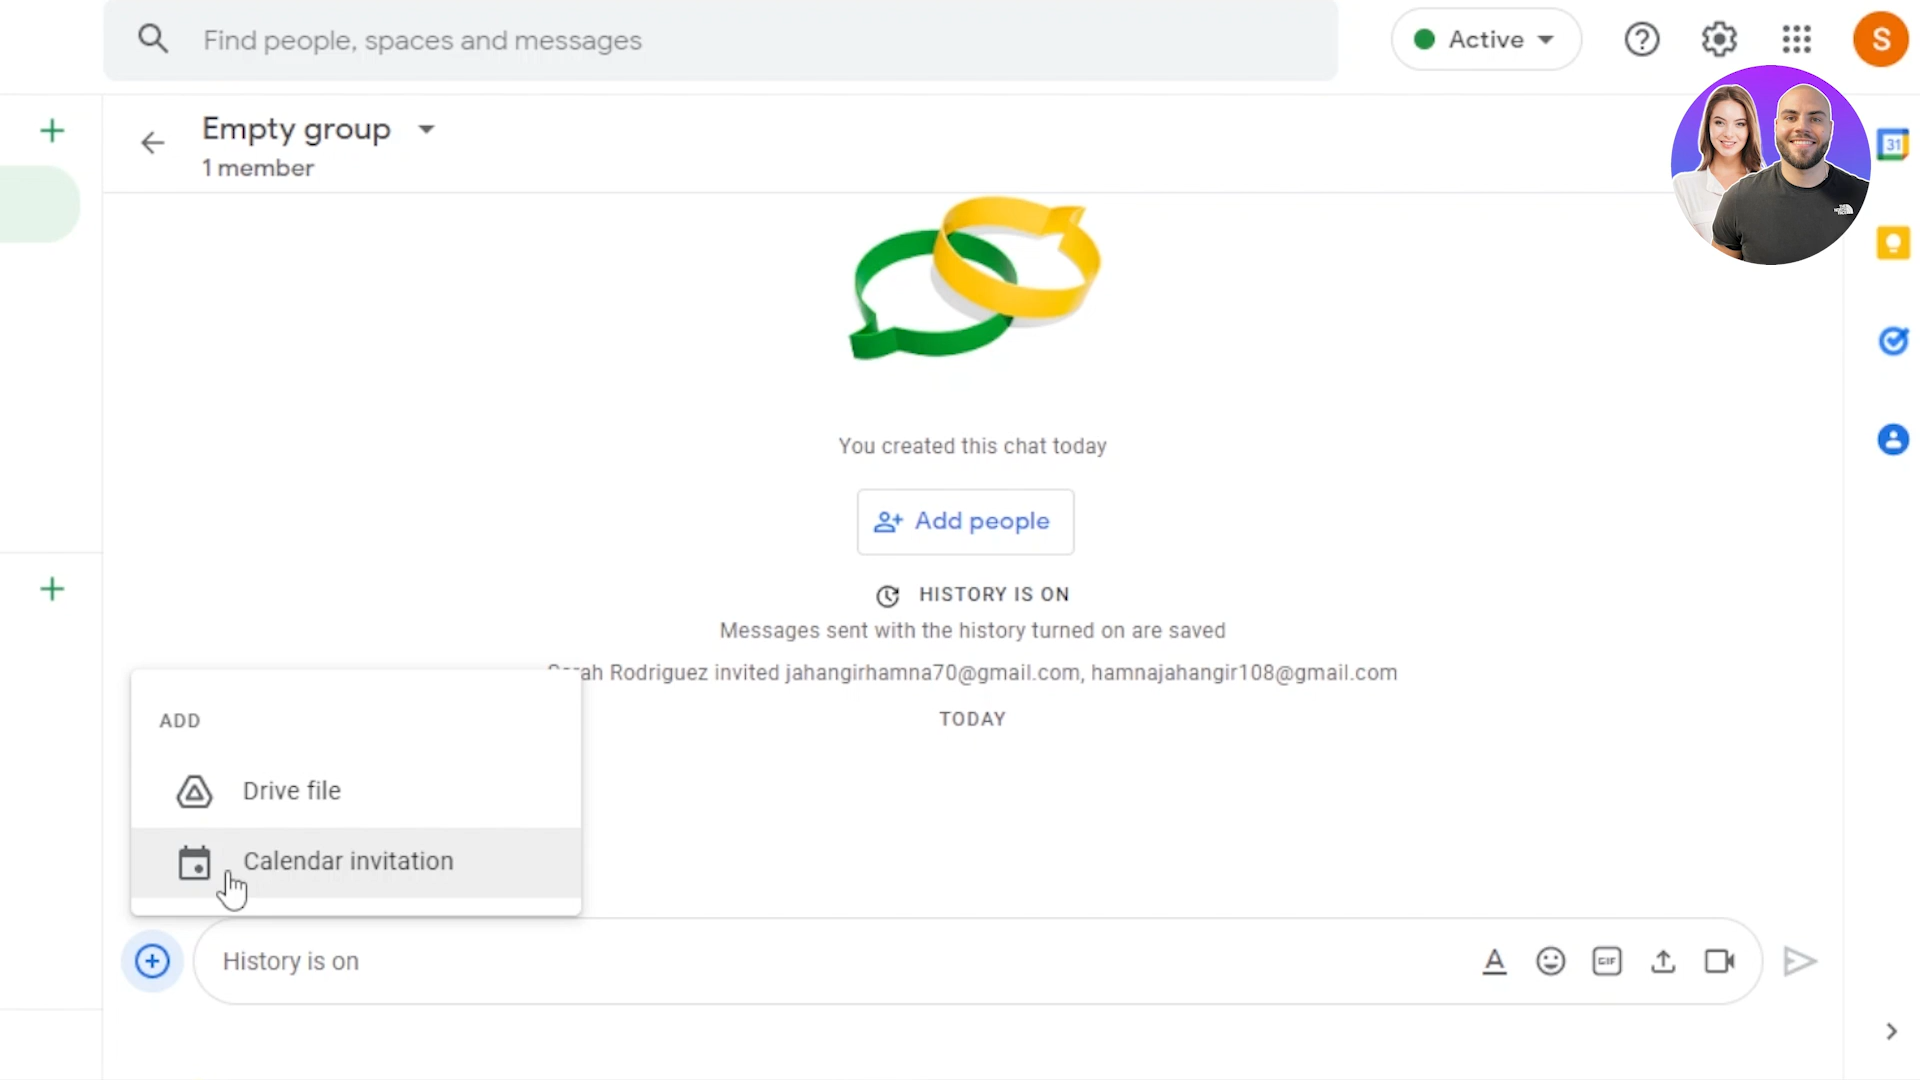 Find people, spaces and messages
Active
S
Empty group
1 member
31
You created this chat today
Add people
HISTORY IS ON
Messages sent with the history turned on are saved
Rodriguez invited jahangirhamna70@gmail.com, hamnajahangir108@gmail.com
TODAY
ADD
Drive file
Calendar invitation
History is on
A
GIF